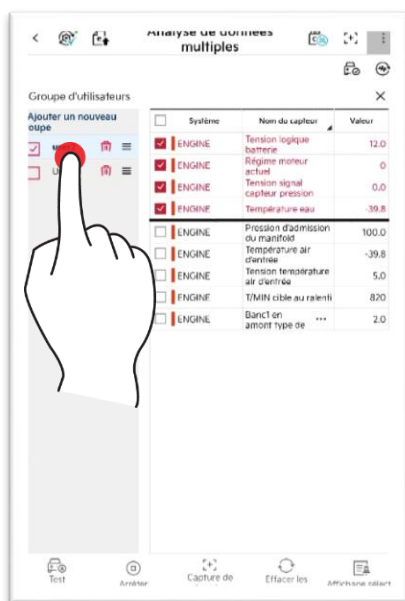 Analyse de données
multiples
Groupe d'utilisateurs
Ajouter un nouveau
oupe
Système Nom du capteur Valeur
ENGINE Tension logique
batterie 12.0
ENGINE Régime moteur
actuel 0
ENGINE Tension signal
capteur pression 0,0
ENGINE Température eau -39,8
ENGINE Pression d'admission
du manifold 100.0
ENGINE Température air
d'entrée -39,8
ENGINE Tension température
air d'entrée 5,0
ENGINE T/MIN cible au ralenti 820
ENGINE Banc1 en
amont type de ... 2.0
Test Arrêter Capture de Effacer les Affichage sélect